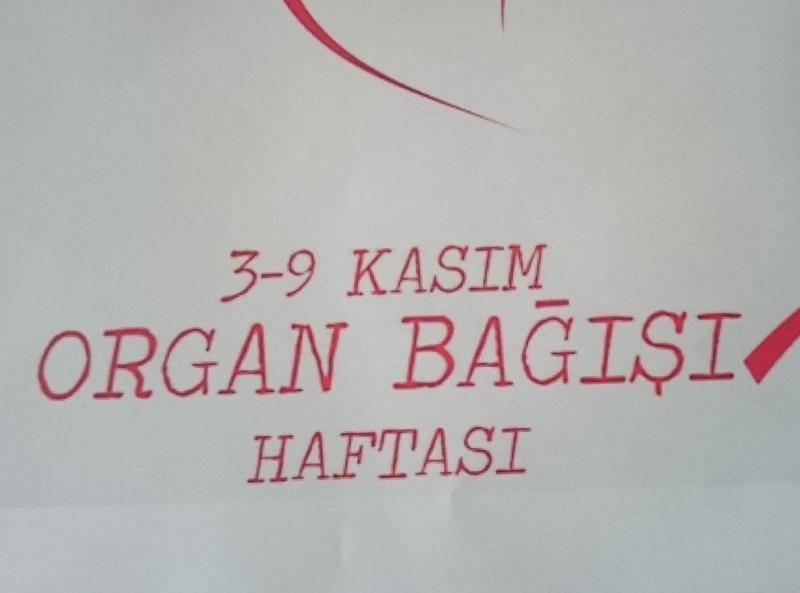 3-9 KASIM
ORGAN BAĞIŞI
HAFTASI